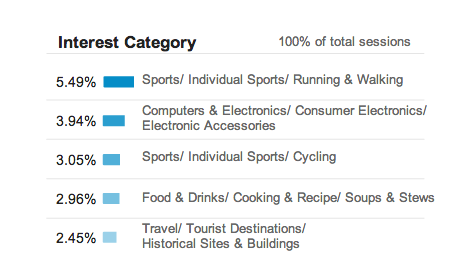 Interest Category 100% of total sessions
5.49% Sports/ Individual Sports/ Running & Walking
3.94% Computers & Electronics/ Consumer Electronics/
Electronic Accessories
3.05% Sports/ Individual Sports/ Cycling
2.96% Food & Drinks/ Cooking & Recipe/ Soups & Stews
2.45% Travel/ Tourist Destinations/
Historical Sites & Buildings